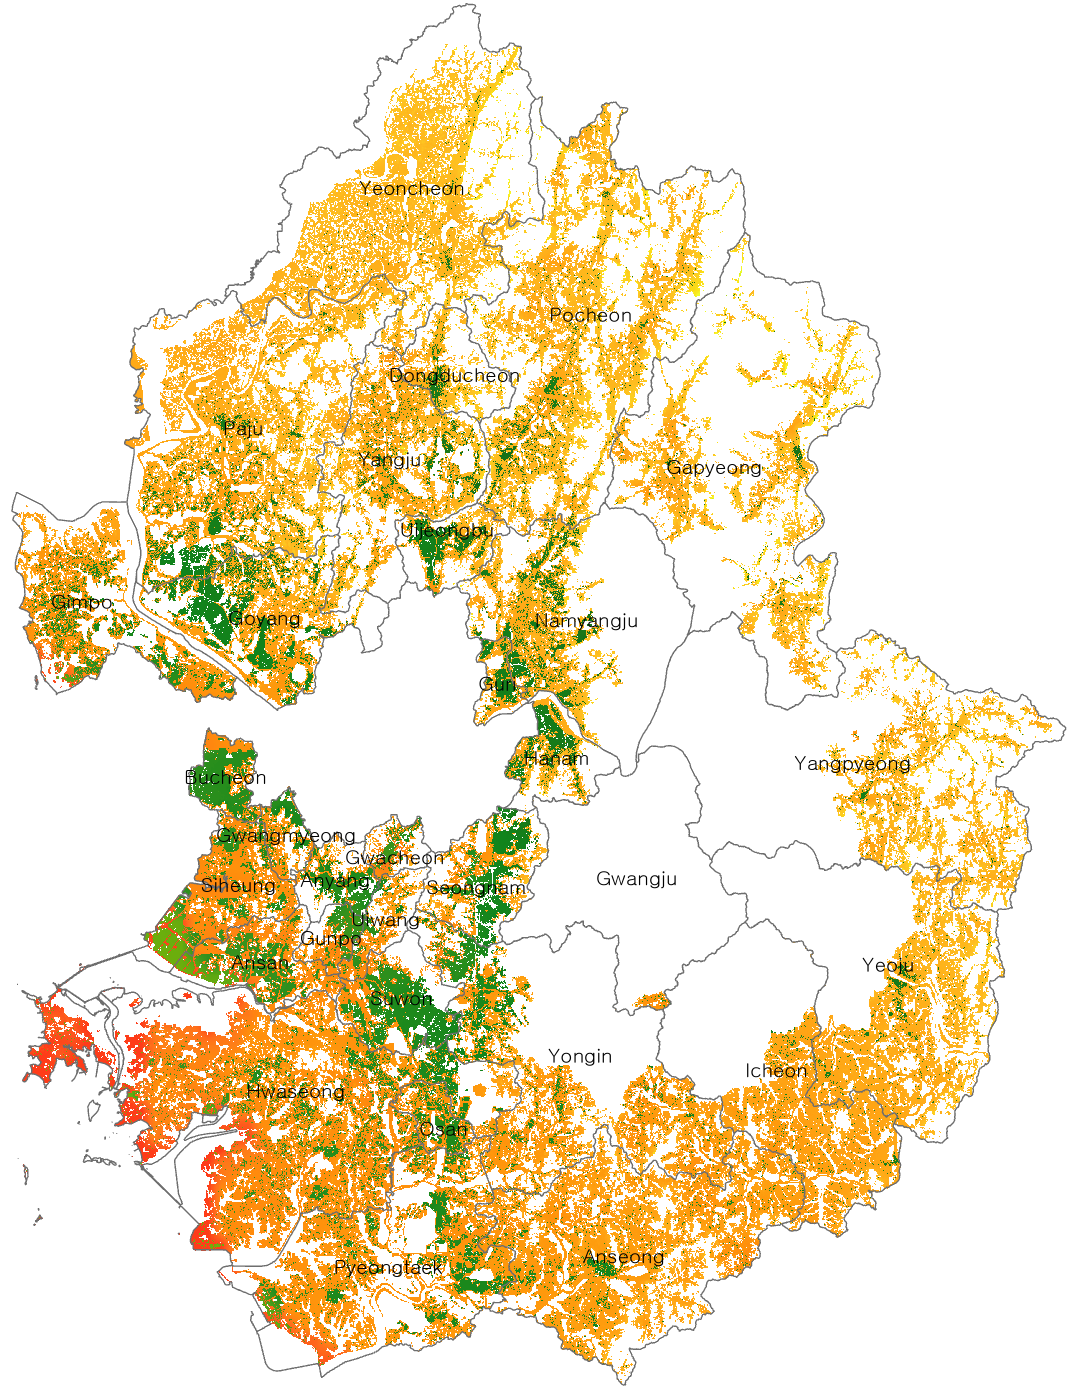 Yeoncheon
Pocheon
Dongducheon
Paju
Yangju
Gapyeong
Uijeongbu
Gimpo
Goyang
Namyangju
Guri
Hanam
Yangpyeong
Bucheon
Gwangmyeong
Gwacheon
Gwangju
Anyang
Siheung
Seongnam
Uiwang
Gunpo
Ansan
Yeoju
Suwon
Yongin
Icheon
Hwaseong
Osan
Anseong
Pyeongtaek